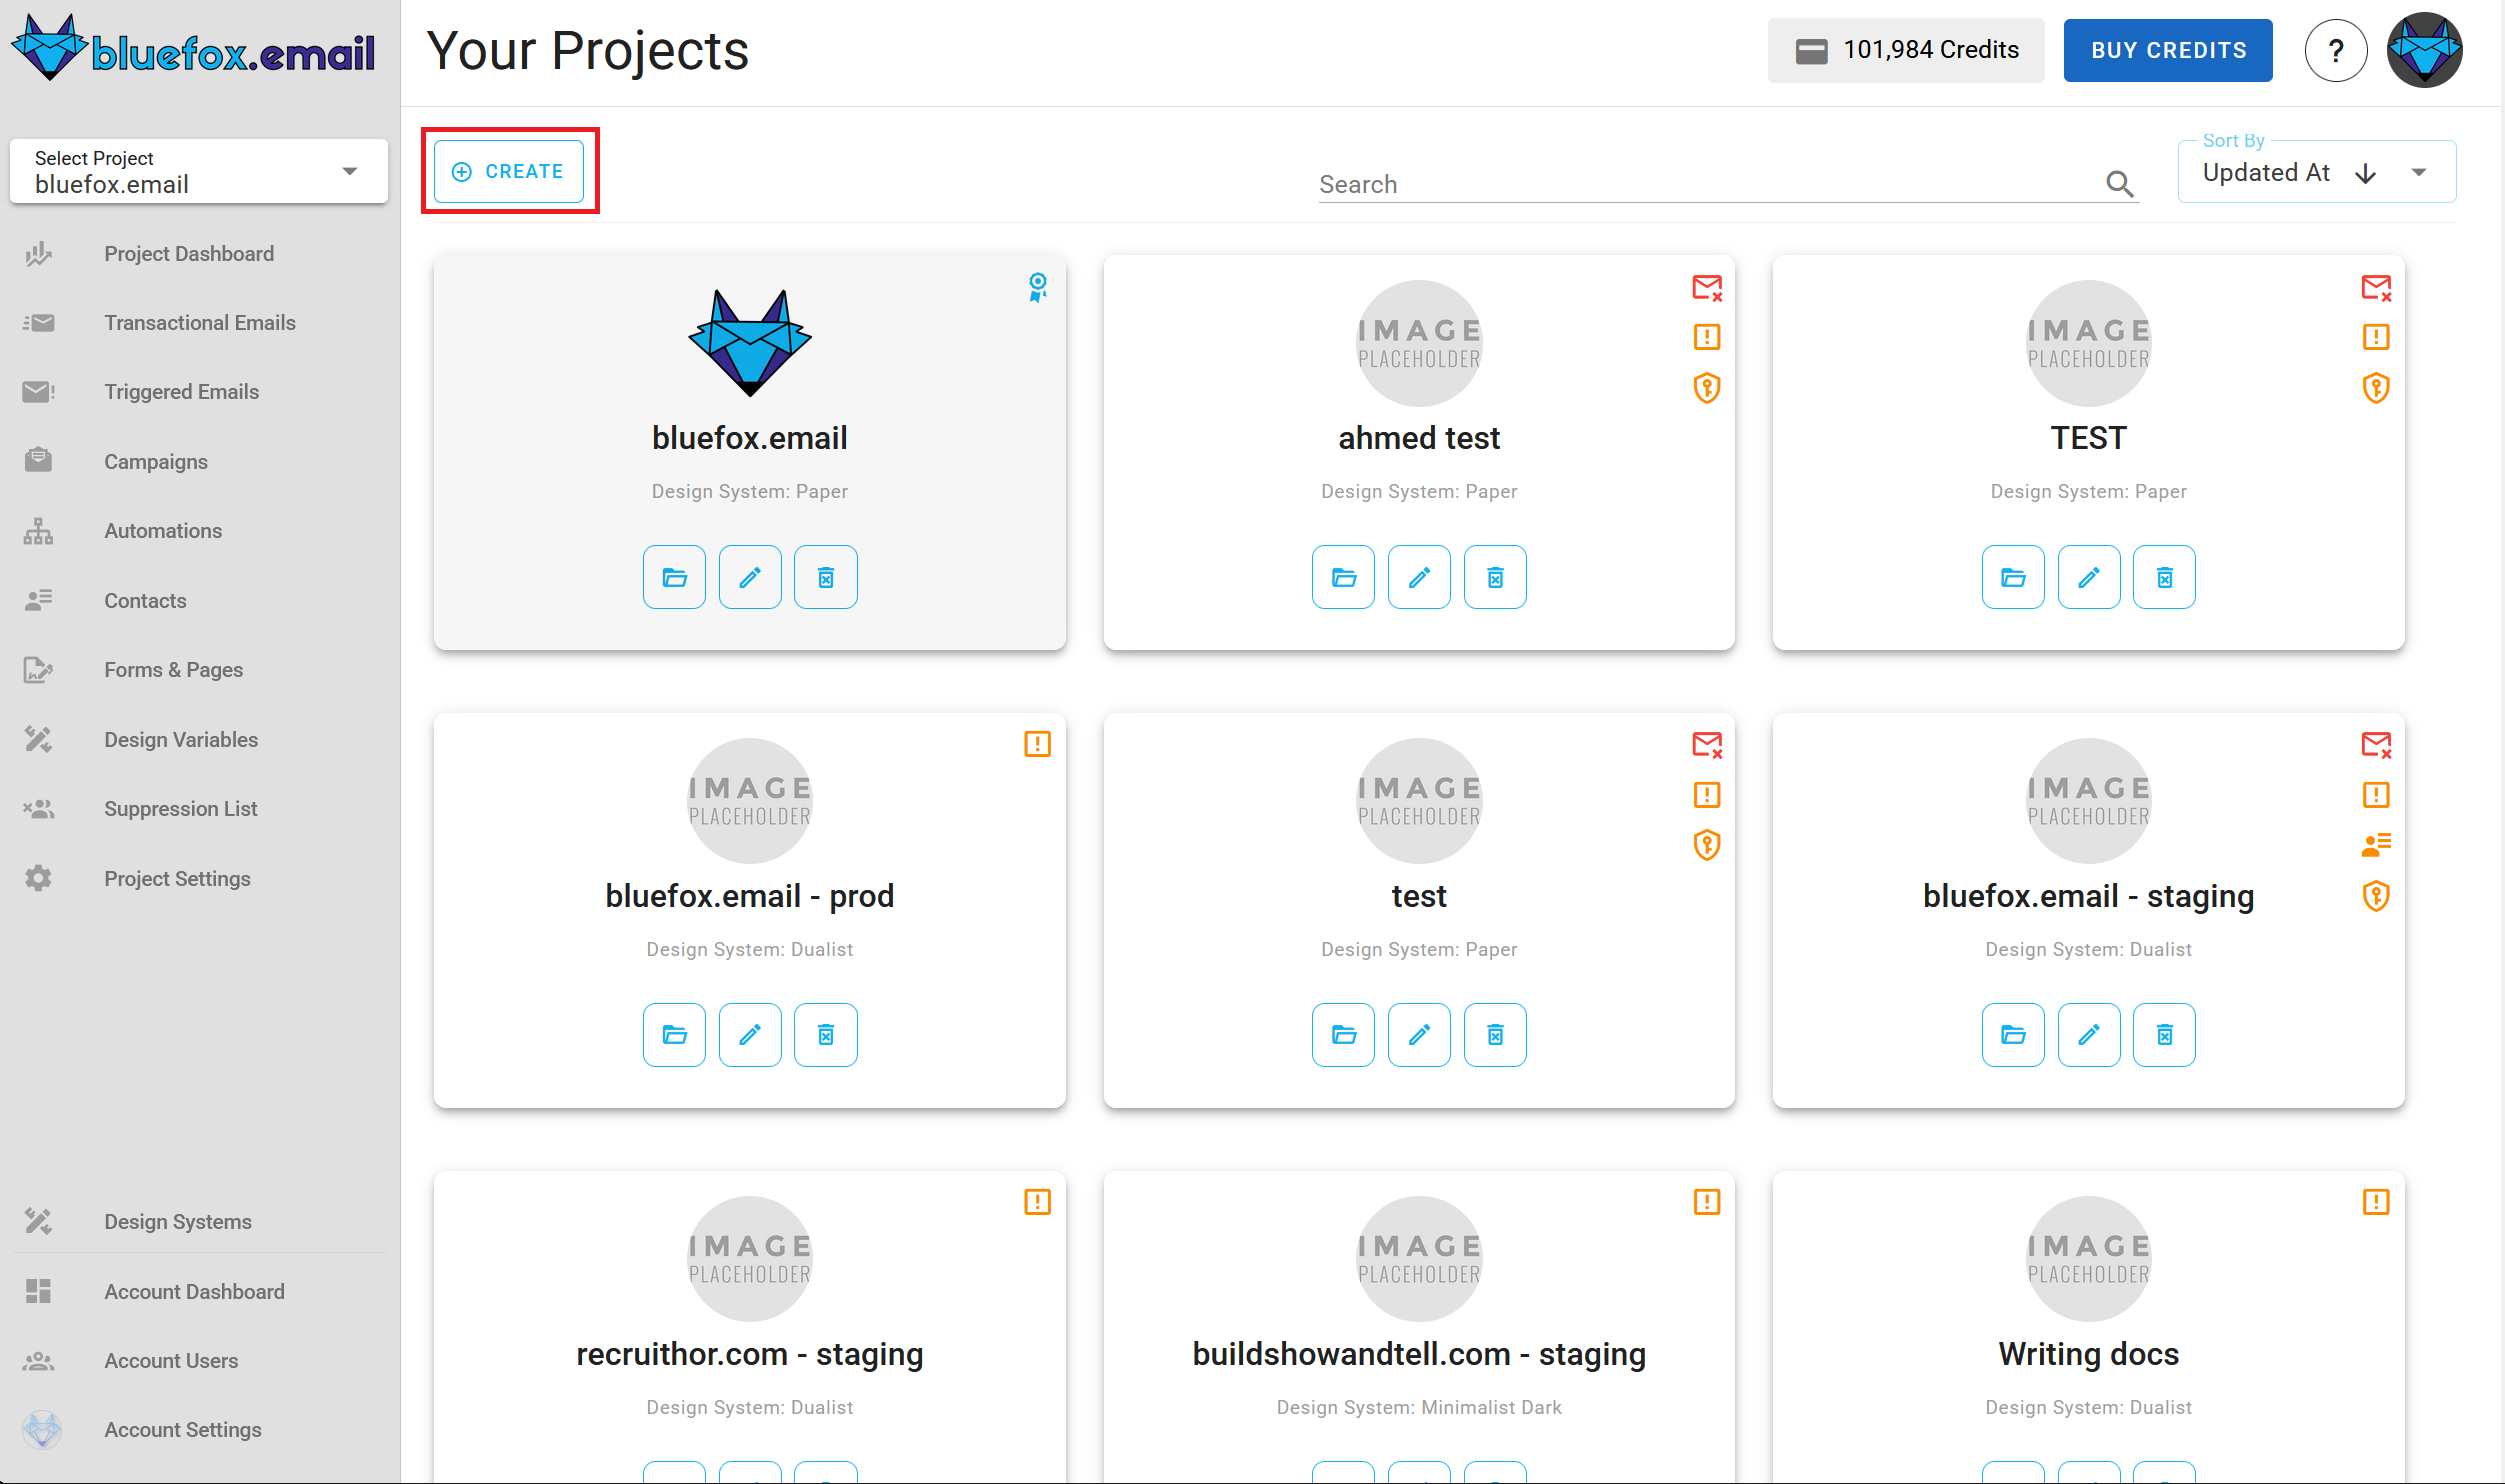 bluefox.email
Your Projects
101,984 Credits
BUY CREDITS
?
Select Project
bluefox.email
CREATE
Search
Sort By
Updated At
Project Dashboard
Transactional Emails
Triggered Emails
Campaigns
Automations
Contacts
Forms & Pages
Design Variables
Suppression List
Project Settings
Design Systems
Account Dashboard
Account Users
Account Settings
bluefox.email
Design System: Paper
IMAGE
PLACEHOLDER
ahmed test
Design System: Paper
IMAGE
PLACEHOLDER
TEST
Design System: Paper
IMAGE
PLACEHOLDER
bluefox.email - prod
Design System: Dualist
IMAGE
PLACEHOLDER
test
Design System: Paper
IMAGE
PLACEHOLDER
bluefox.email - staging
Design System: Dualist
IMAGE
PLACEHOLDER
recruithor.com - staging
Design System: Dualist
IMAGE
PLACEHOLDER
buildshowandtell.com - staging
Design System: Minimalist Dark
IMAGE
PLACEHOLDER
Writing docs
Design System: Dualist